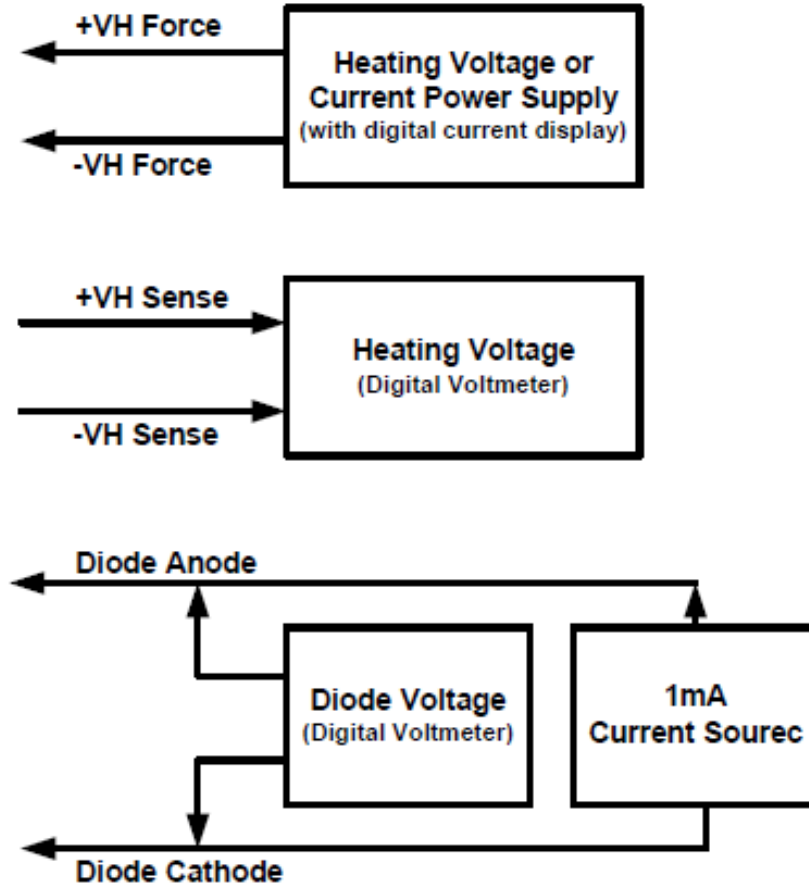 +VH Force
Heating Voltage or
Current Power Supply
(with digital current display)
-VH Force
+VH Sense
Heating Voltage
(Digital Voltmeter)
-VH Sense
Diode Anode
Diode Voltage
(Digital Voltmeter)
1mA
Current Sourec
Diode Cathode